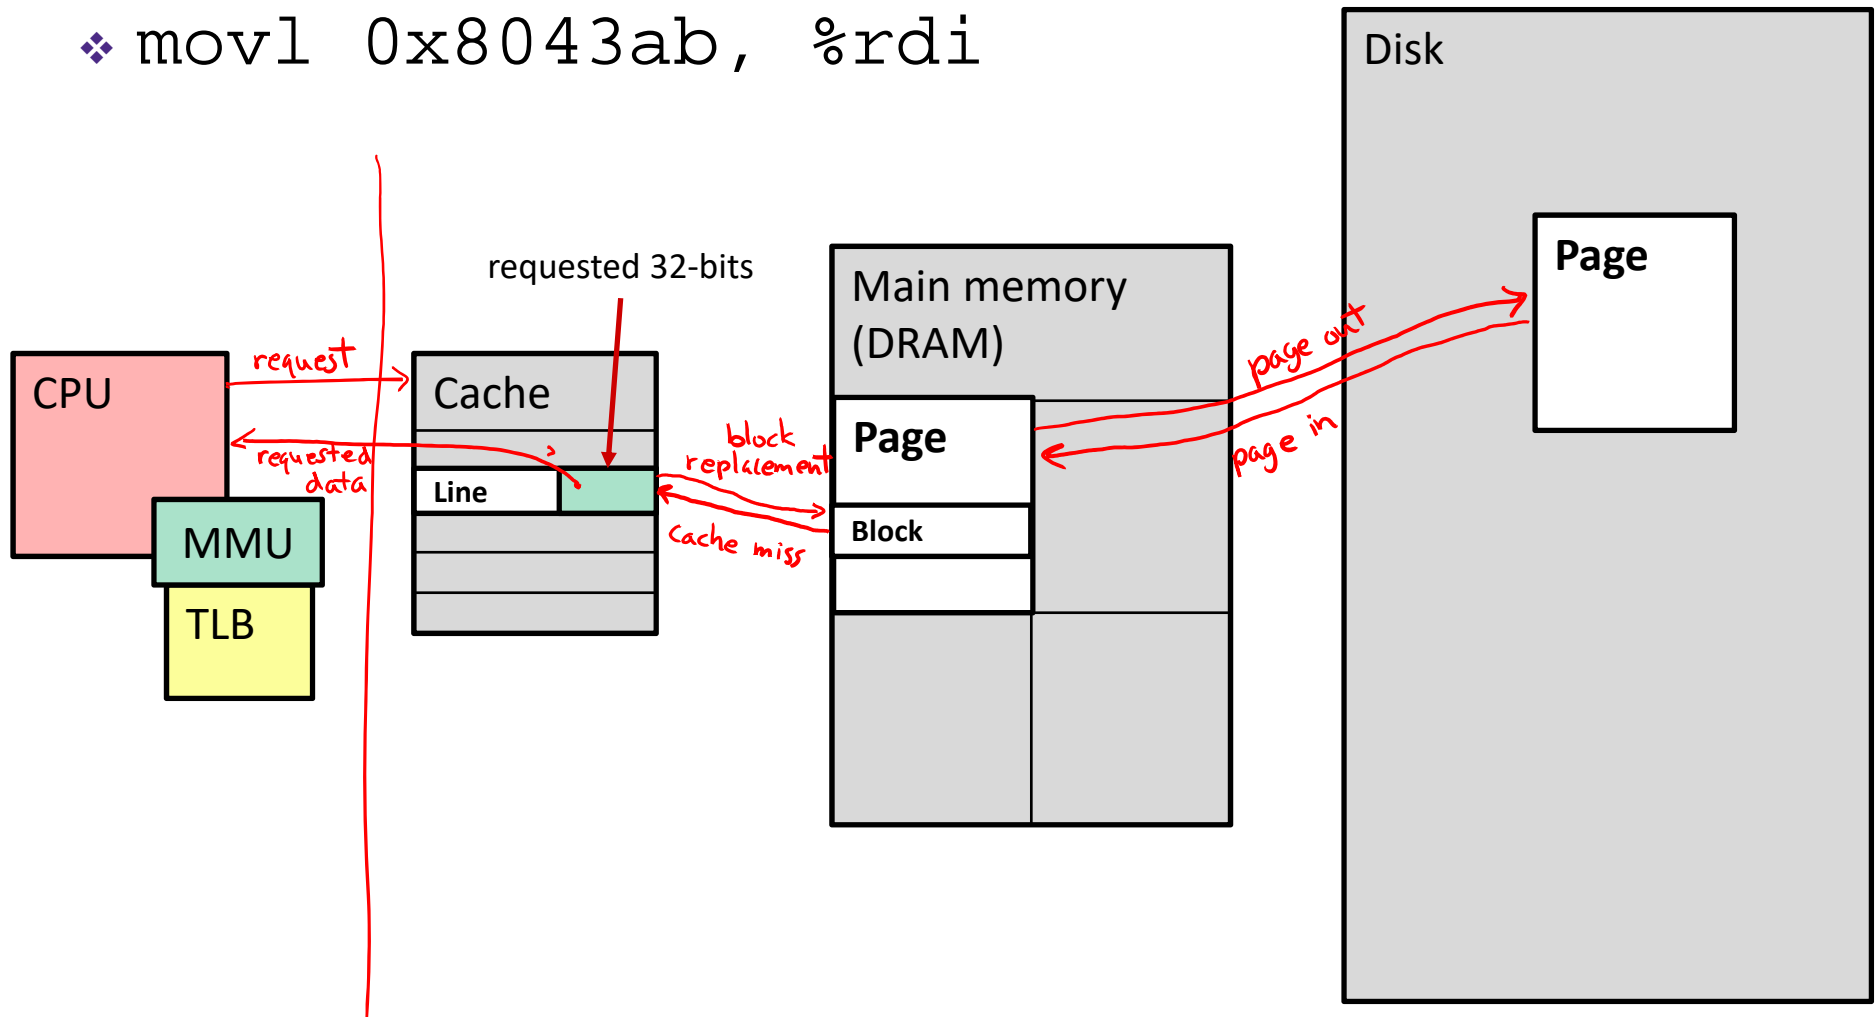 ❖ movl 0x8043ab, %rdi
Disk
requested 32-bits
Page
Main memory
(DRAM)
request
CPU
Cache
page out
page in
block
replacement
Page
requested
data
Line
Block
cache miss
MMU
TLB